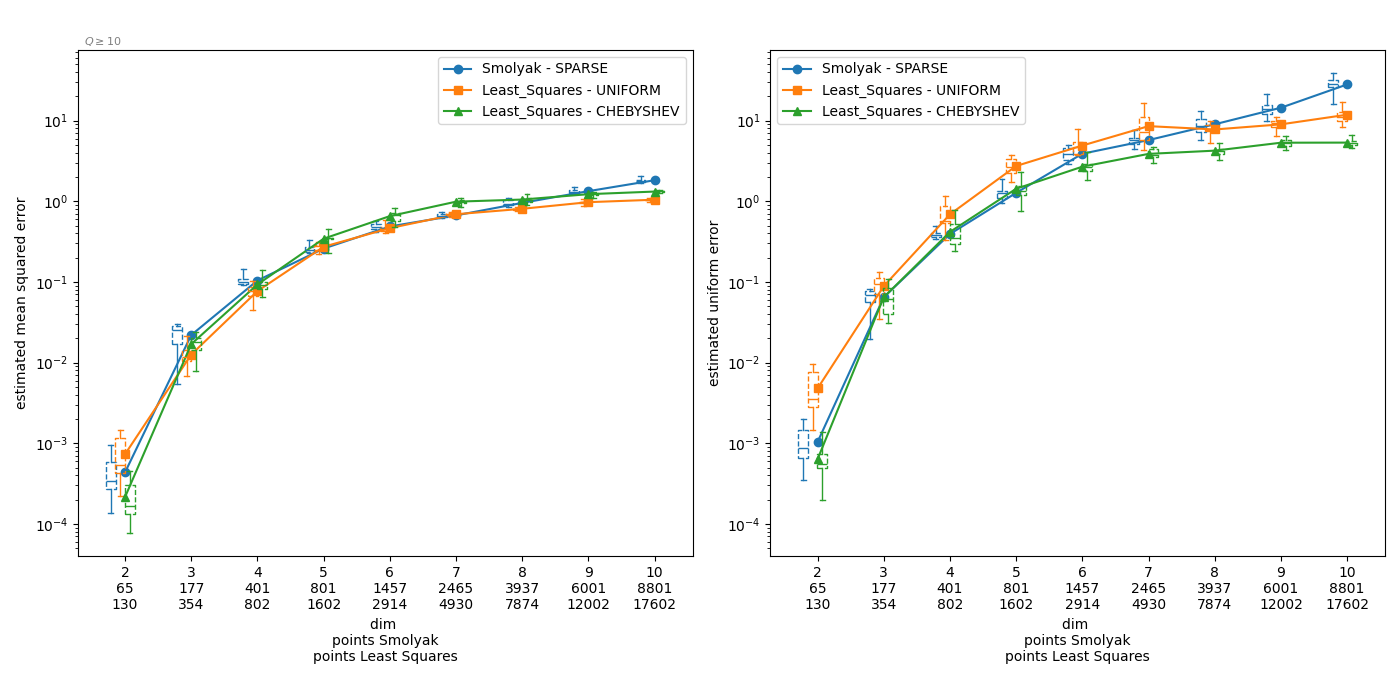 Q ≥ 10
Smolyak - SPARSE
Least_Squares - UNIFORM
Least_Squares - CHEBYSHEV
estimated mean squared error
10^1
10^0
10^-1
10^-2
10^-3
10^-4
2 3 4 5 6 7 8 9 10
65 177 401 801 1457 2465 3937 6001 8801
130 354 802 1602 2914 4930 7874 12002 17602
dim
points Smolyak
points Least Squares
Smolyak - SPARSE
Least_Squares - UNIFORM
Least_Squares - CHEBYSHEV
estimated uniform error
10^1
10^0
10^-1
10^-2
10^-3
10^-4
2 3 4 5 6 7 8 9 10
65 177 401 801 1457 2465 3937 6001 8801
130 354 802 1602 2914 4930 7874 12002 17602
dim
points Smolyak
points Least Squares